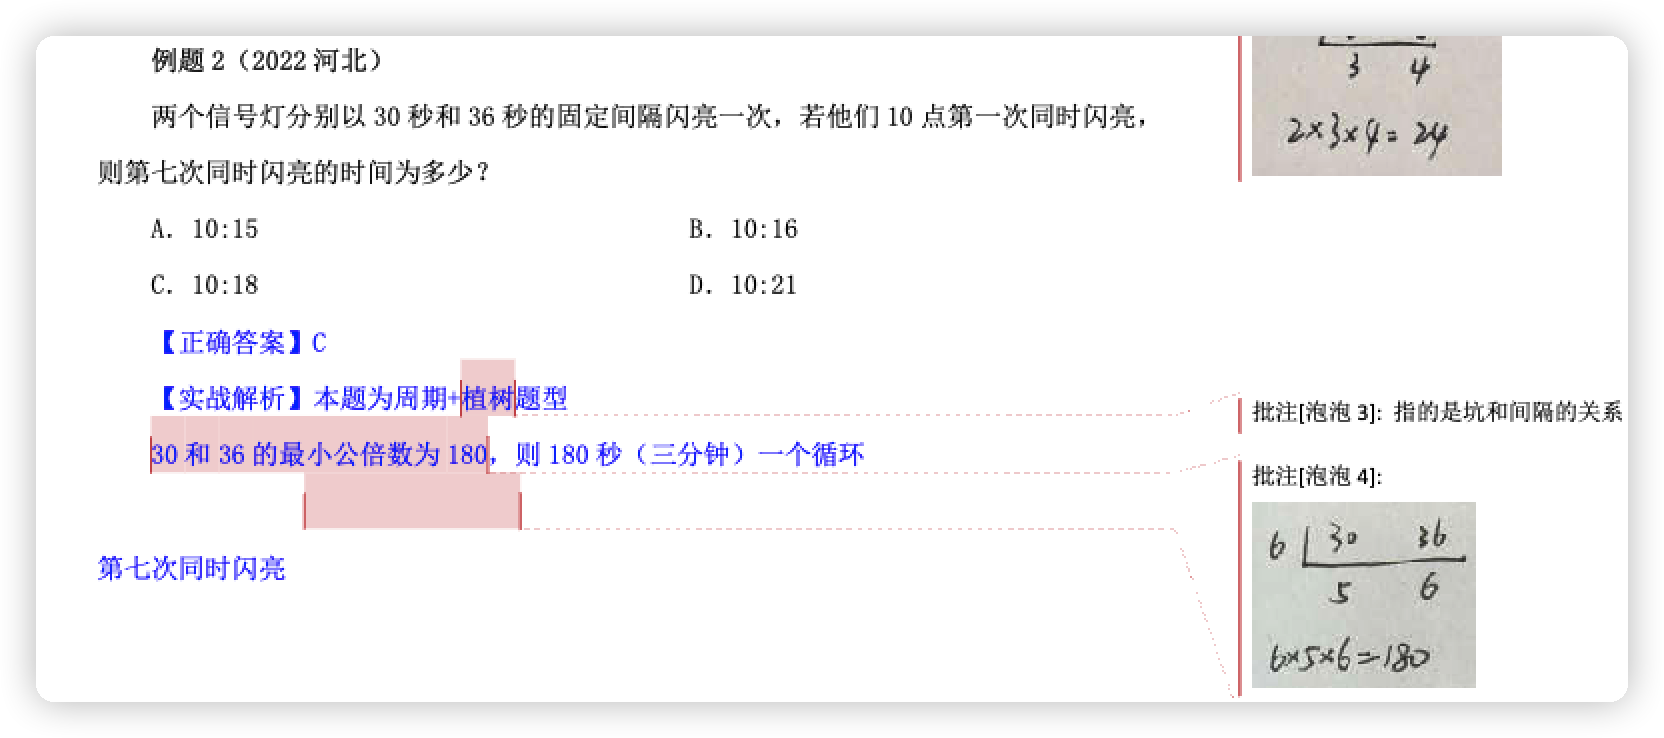 例题 2（2022 河北）
两个信号灯分别以 30 秒和 36 秒的固定间隔闪亮一次，若他们 10 点第一次同时闪亮，
则第七次同时闪亮的时间为多少？
A. 10:15
B. 10:16
C. 10:18
D. 10:21
【正确答案】C
【实战解析】本题为周期+植树题型
30 和 36 的最小公倍数为 180，则 180 秒（三分钟）一个循环
第七次同时闪亮
3 4
2×3×4=24
批注[泡泡 3]: 指的是坑和间隔的关系
批注[泡泡 4]:
6 30 36
5 6
6×5×6=180